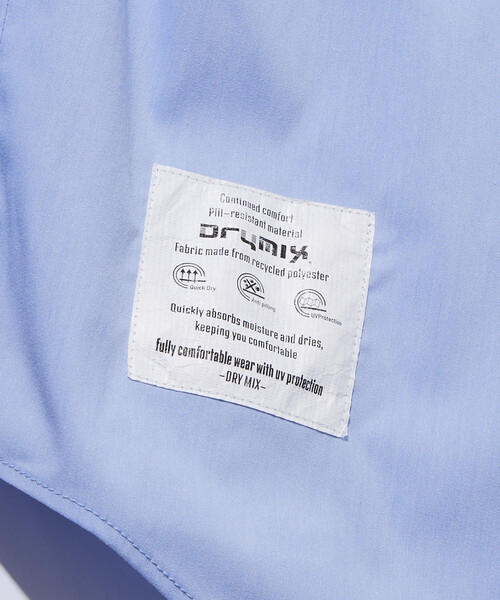 Continued comfort
Pill-resistant material
DRYMIX
Fabric made from recycled polyester
Quick Dry
Anti pilling
UVProtection
Quickly absorbs moisture and dries,
keeping you comfortable
fully comfortable wear with uv protection
-DRY MIX-